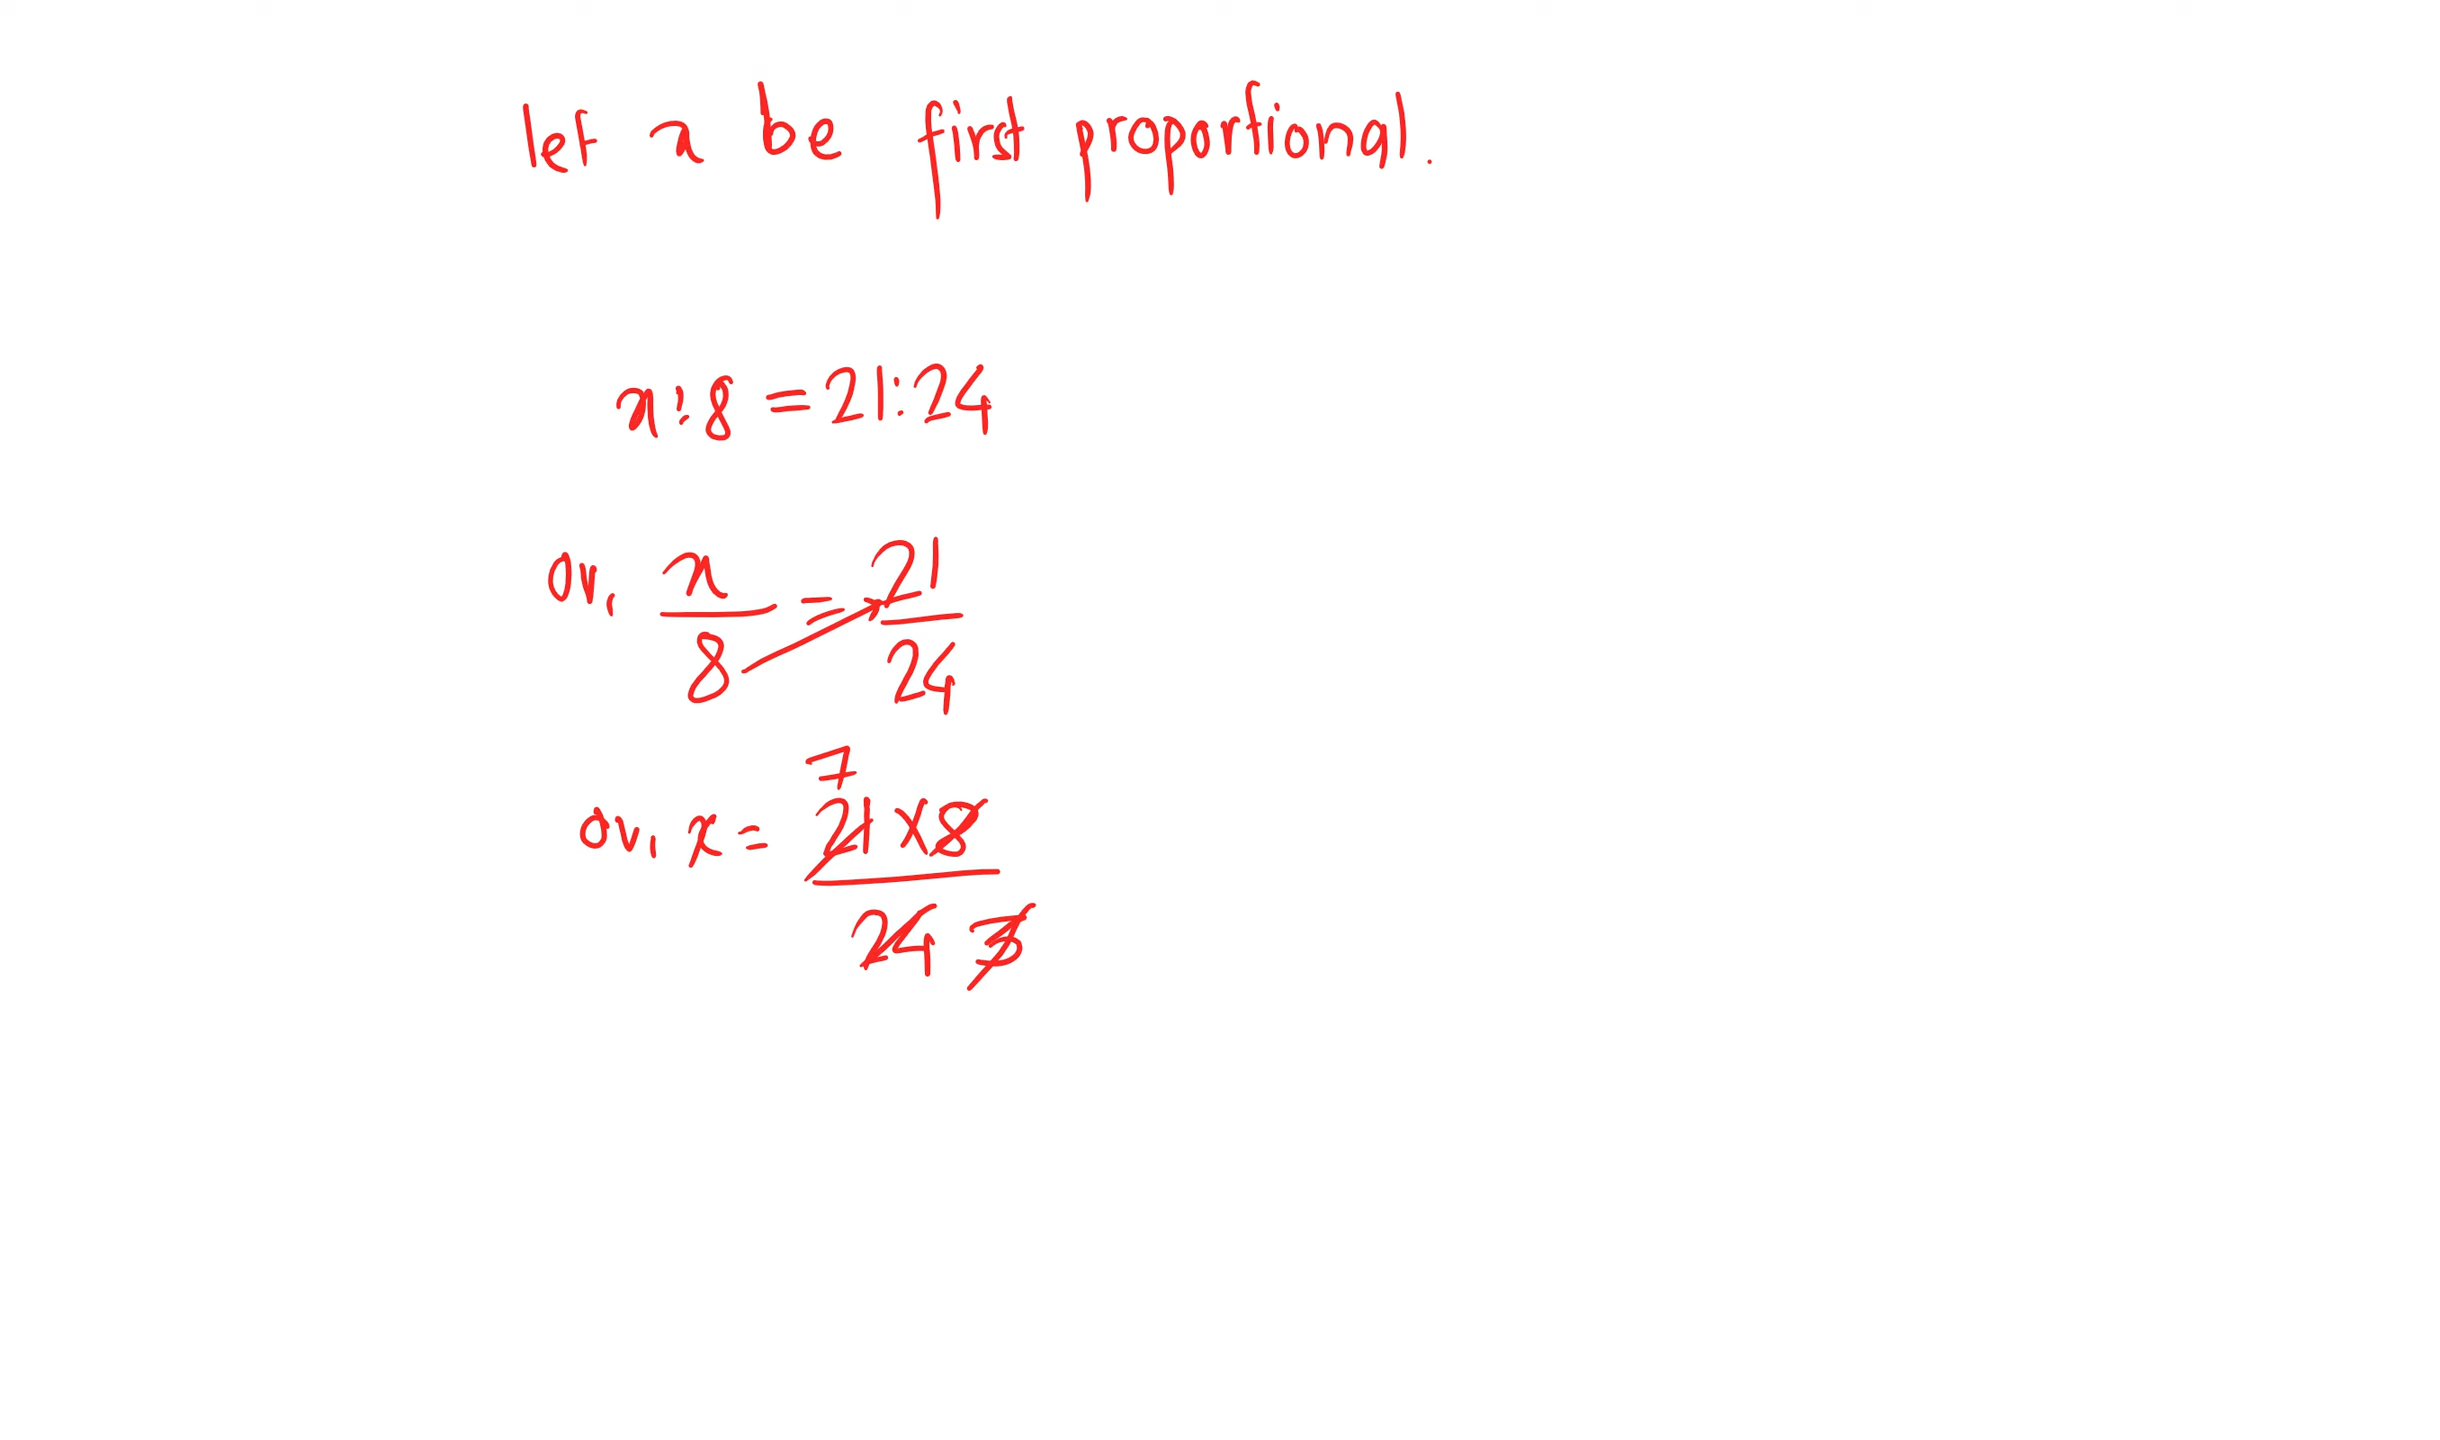 let x be first proportional.
x : 8 = 21 : 24
or, x/8 = 21/24
7
or, x = 21 × 8
24 3